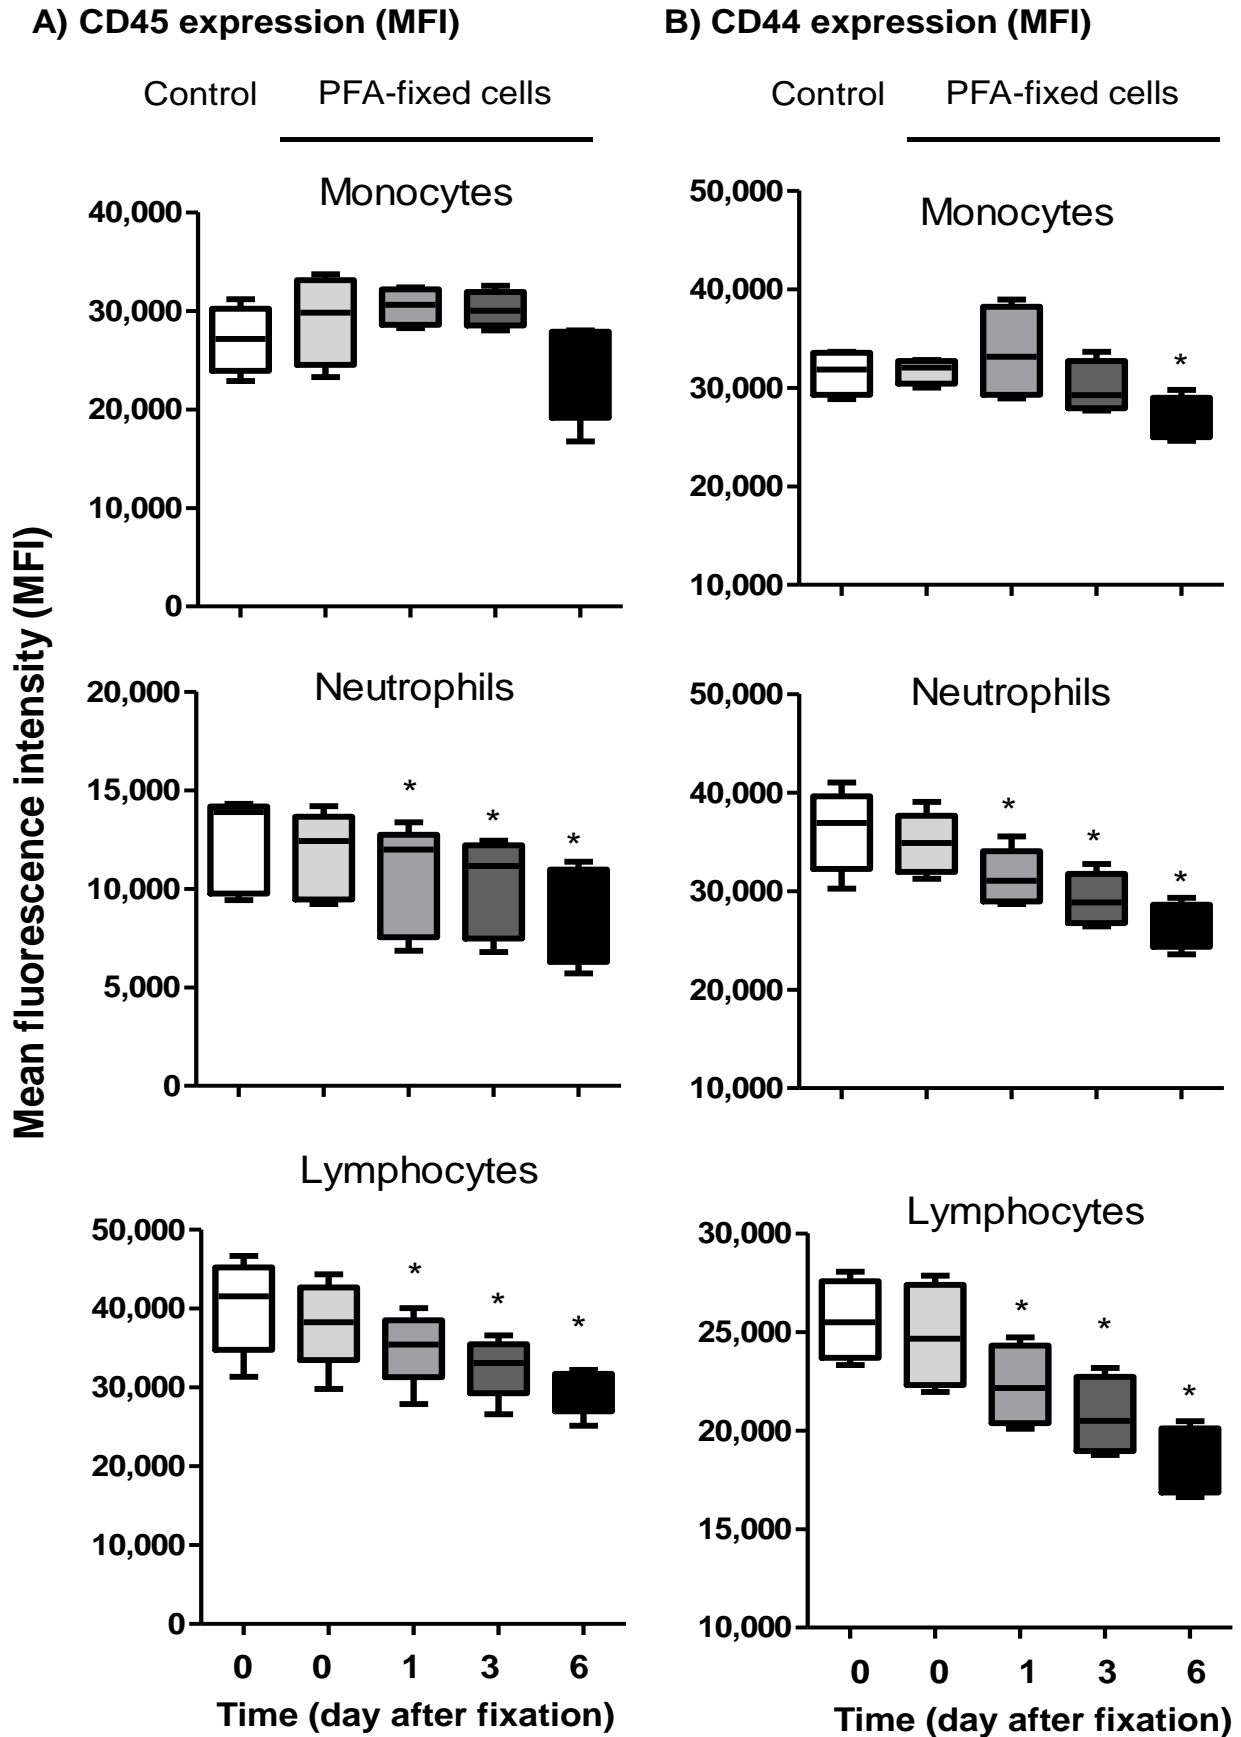 A) CD45 expression (MFI)
B) CD44 expression (MFI)
Control PFA-fixed cells
Control PFA-fixed cells
Mean fluorescence intensity (MFI)
Monocytes
40,000
30,000
20,000
10,000
0
Monocytes
50,000
40,000
30,000
20,000
10,000
*
Neutrophils
20,000
15,000
10,000
5,000
0
* * *
Neutrophils
50,000
40,000
30,000
20,000
10,000
* * *
Lymphocytes
50,000
40,000
30,000
20,000
10,000
0
* * *
0 0 1 3 6
Time (day after fixation)
Lymphocytes
30,000
25,000
20,000
15,000
10,000
* * *
0 0 1 3 6
Time (day after fixation)